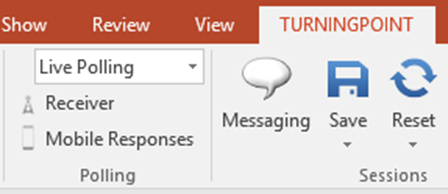 Show Review View TURNINGPOINT
Live Polling
Receiver
Mobile Responses
Polling
Messaging Save Reset
Sessions